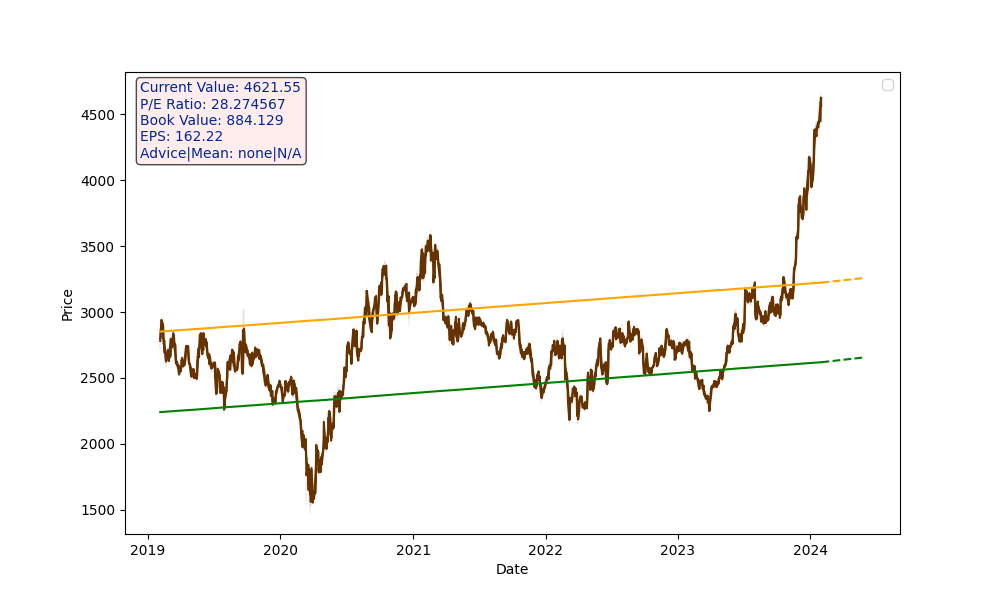 Current Value: 4621.55
P/E Ratio: 28.274567
Book Value: 884.129
EPS: 162.22
Advice|Mean: none|N/A
4500
4000
3500
3000
2500
2000
1500
Price
2019
2020
2021
2022
2023
2024
Date